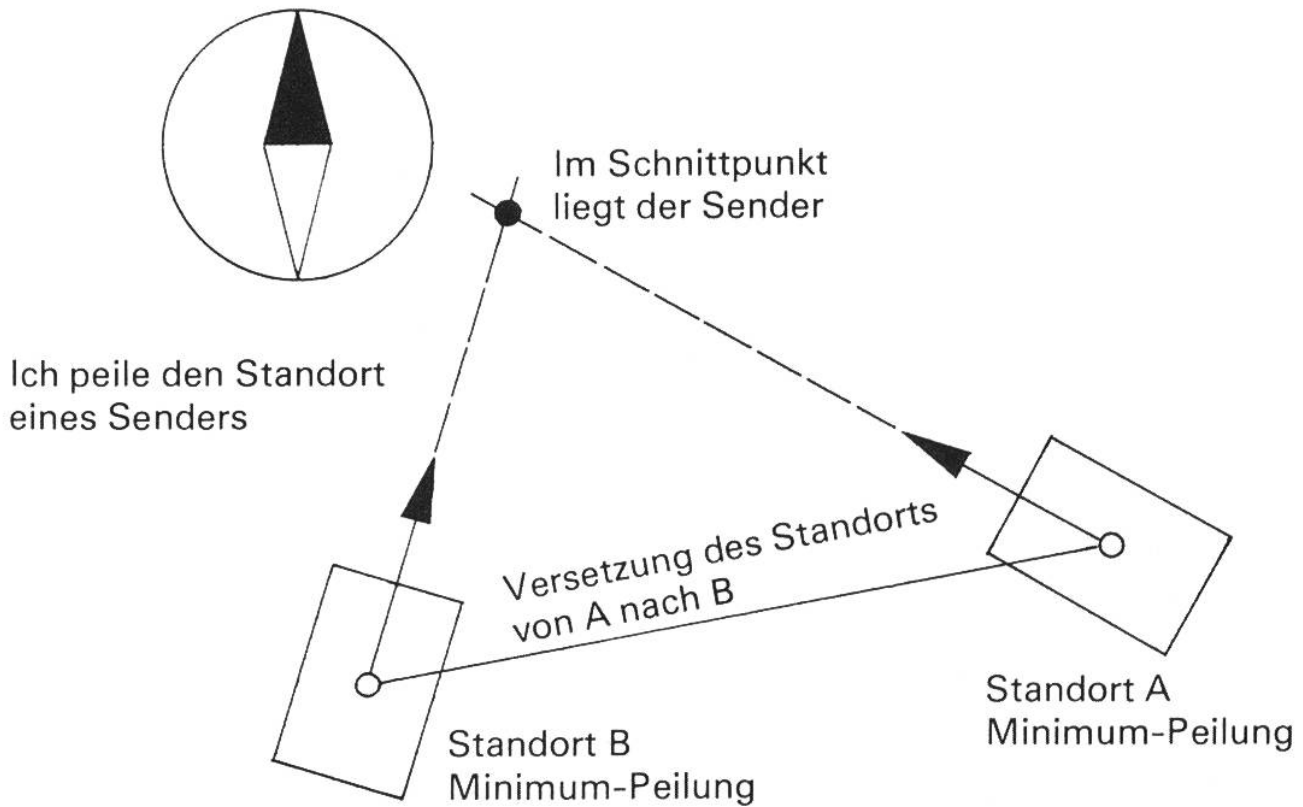 Im Schnittpunkt
liegt der Sender
Ich peile den Standort
eines Senders
Versetzung des Standorts
von A nach B
Standort A
Minimum-Peilung
Standort B
Minimum-Peilung